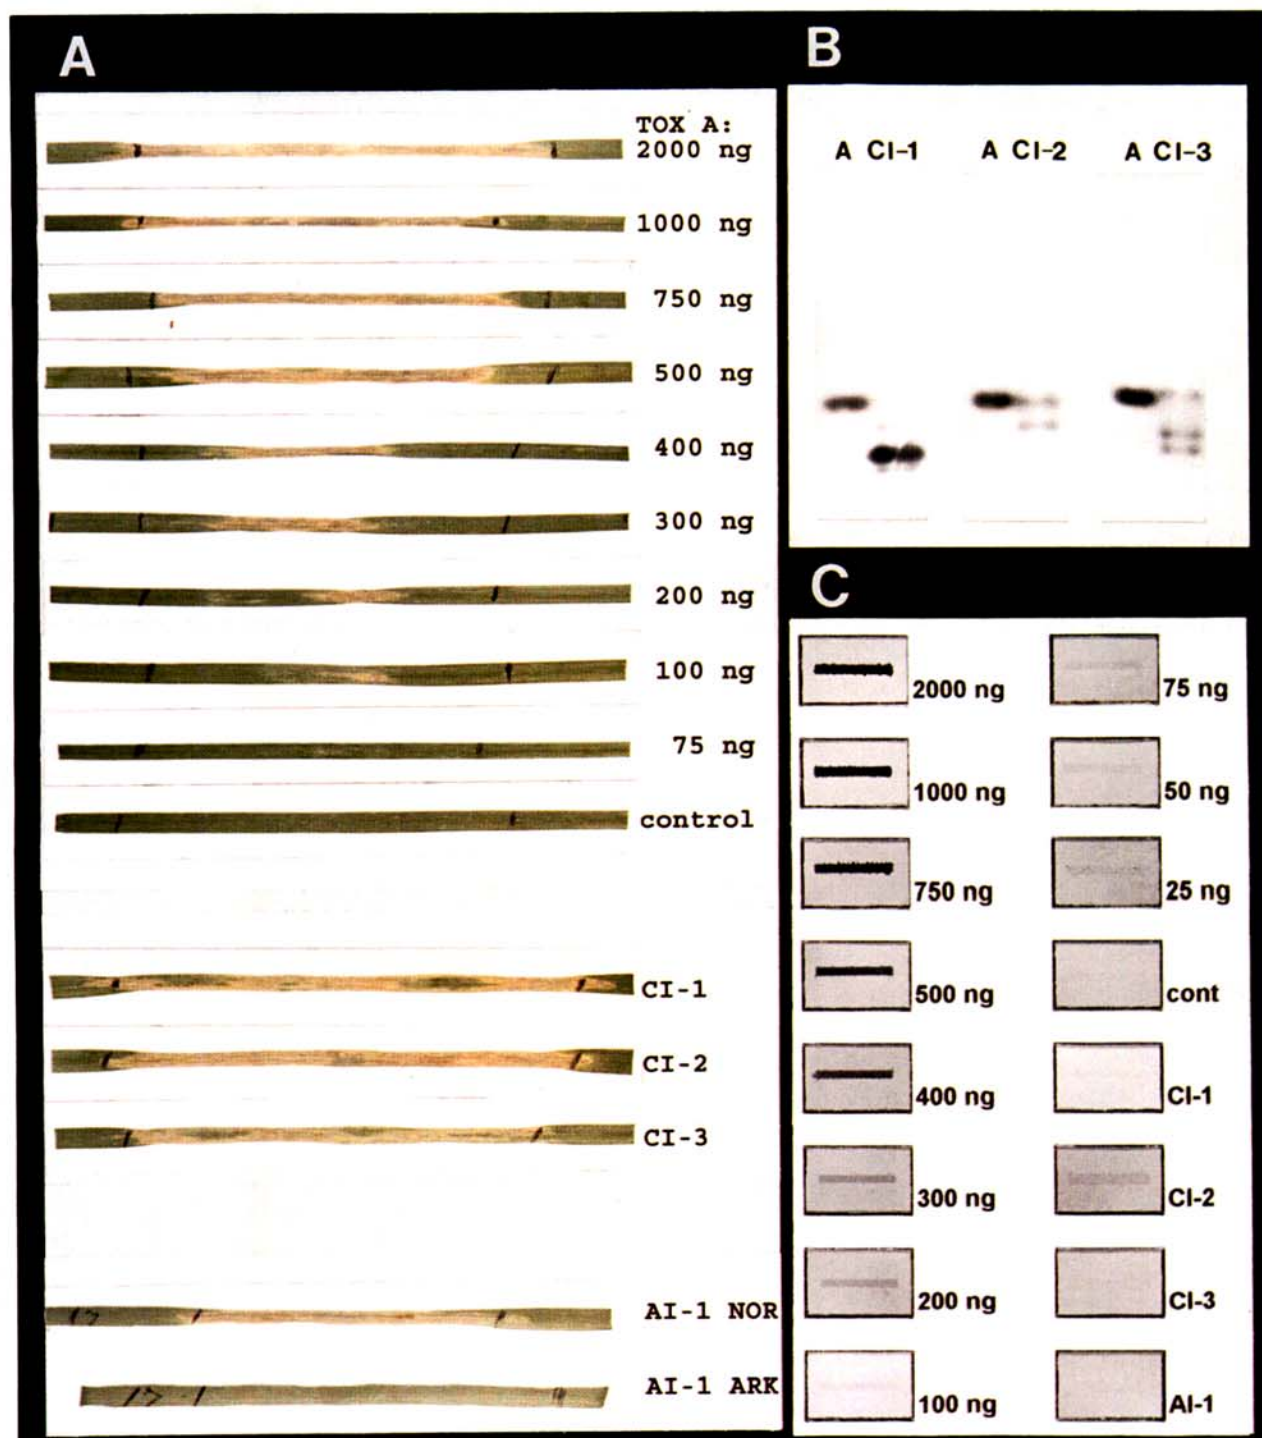 A
TOX A:
2000 ng
1000 ng
750 ng
500 ng
400 ng
300 ng
200 ng
100 ng
75 ng
control
CI-1
CI-2
CI-3
AI-1 NOR
AI-1 ARK
B
A CI-1
A CI-2
A CI-3
C
2000 ng
1000 ng
750 ng
500 ng
400 ng
300 ng
200 ng
100 ng
75 ng
50 ng
25 ng
cont
CI-1
CI-2
CI-3
AI-1